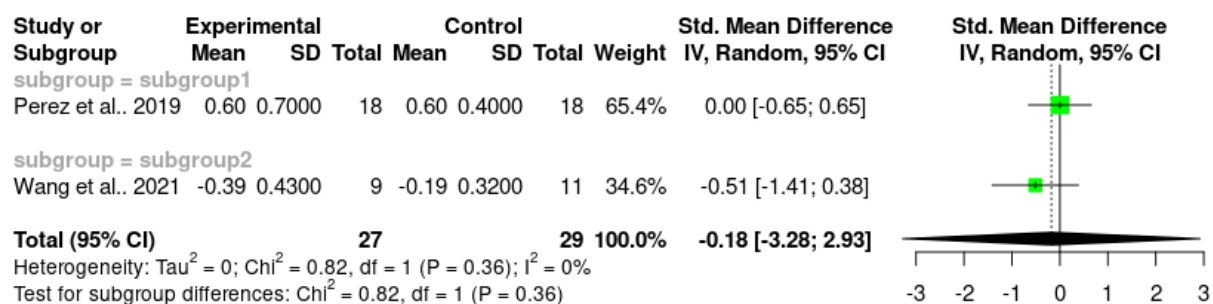 Study or Experimental Control Std. Mean Difference Std. Mean Difference
Subgroup Mean SD Total Mean SD Total Weight IV, Random, 95% CI IV, Random, 95% CI
subgroup = subgroup1
Perez et al.. 2019 0.60 0.7000 18 0.60 0.4000 18 65.4% 0.00 [-0.65; 0.65]
subgroup = subgroup2
Wang et al.. 2021 -0.39 0.4300 9 -0.19 0.3200 11 34.6% -0.51 [-1.41; 0.38]
Total (95% CI) 27 29 100.0% -0.18 [-3.28; 2.93]
Heterogeneity: Tau² = 0; Chi² = 0.82, df = 1 (P = 0.36); I² = 0%
Test for subgroup differences: Chi² = 0.82, df = 1 (P = 0.36)
-3 -2 -1 0 1 2 3